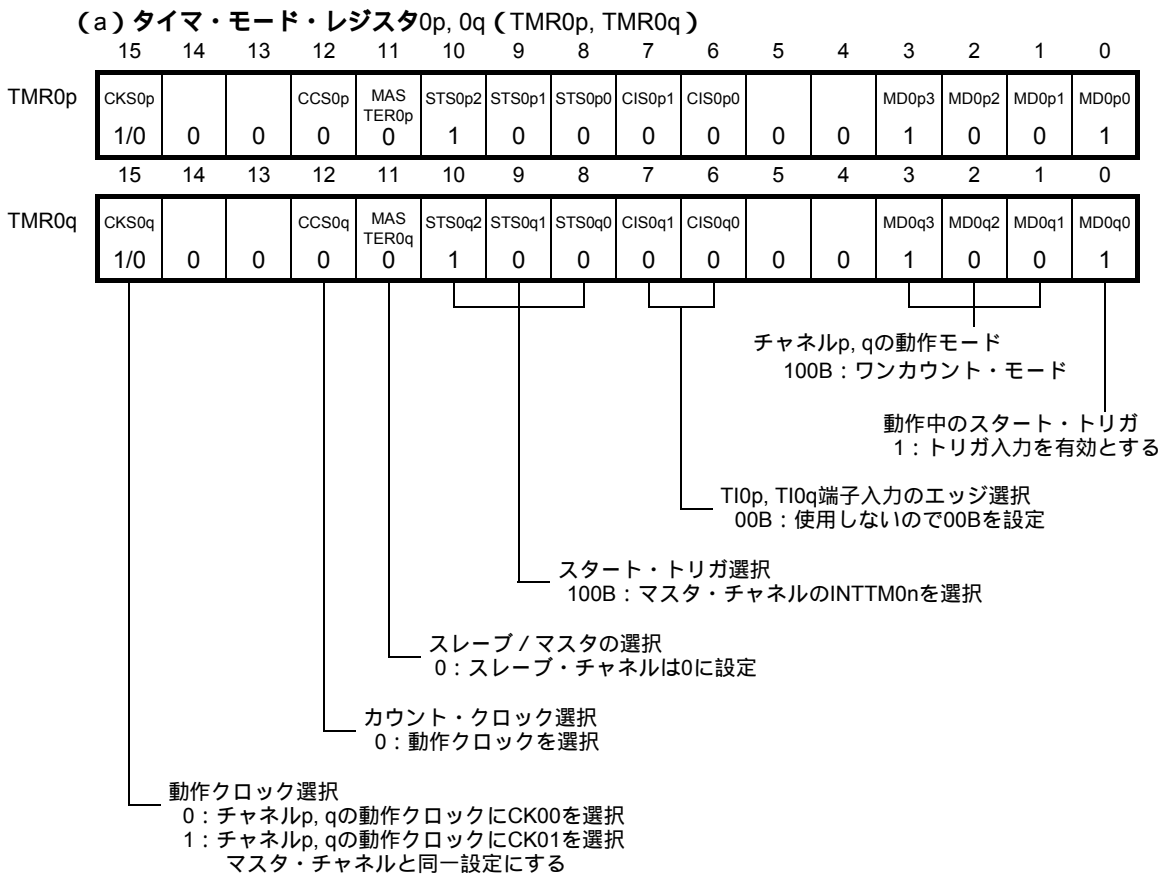 （a）タイマ・モード・レジスタ0p, 0q（TMR0p, TMR0q）
15 14 13 12 11 10 9 8 7 6 5 4 3 2 1 0
TMR0p CKS0p CCS0p MAS TER0p STS0p2 STS0p1 STS0p0 CIS0p1 CIS0p0 MD0p3 MD0p2 MD0p1 MD0p0
1/0 0 0 0 0 1 0 0 0 0 0 0 1 0 0 1
15 14 13 12 11 10 9 8 7 6 5 4 3 2 1 0
TMR0q CKS0q CCS0q MAS TER0q STS0q2 STS0q1 STS0q0 CIS0q1 CIS0q0 MD0q3 MD0q2 MD0q1 MD0q0
1/0 0 0 0 0 1 0 0 0 0 0 0 1 0 0 1
チャネルp, qの動作モード
100B：ワンカウント・モード
動作中のスタート・トリガ
1：トリガ入力を有効とする
TI0p, TI0q端子入力のエッジ選択
00B：使用しないので00Bを設定
スタート・トリガ選択
100B：マスタ・チャネルのINTTM0nを選択
スレーブ／マスタの選択
0：スレーブ・チャネルは0に設定
カウント・クロック選択
0：動作クロックを選択
動作クロック選択
0：チャネルp, qの動作クロックにCK00を選択
1：チャネルp, qの動作クロックにCK01を選択
マスタ・チャネルと同一設定にする